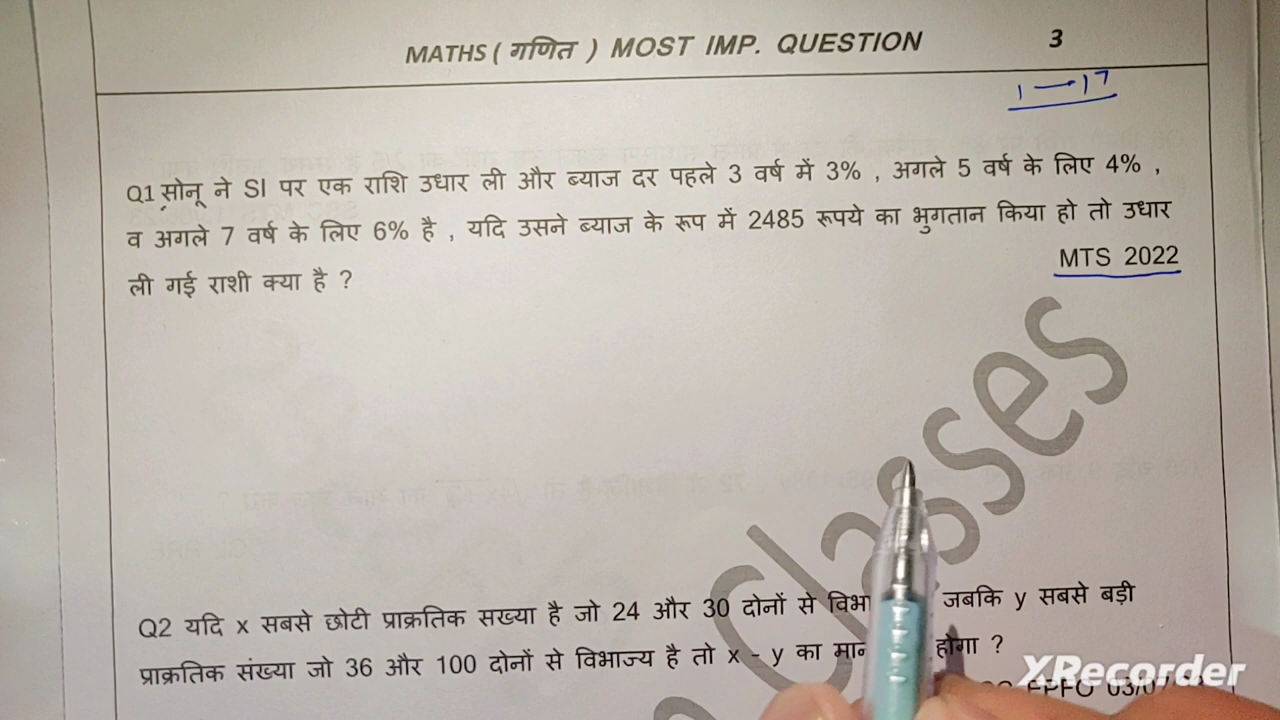 MATHS ( गणित ) MOST IMP. QUESTION 3
1 — 17
Q1 सोनू ने SI पर एक राशि उधार ली और ब्याज दर पहले 3 वर्ष में 3% , अगले 5 वर्ष के लिए 4% ,
व अगले 7 वर्ष के लिए 6% है , यदि उसने ब्याज के रूप में 2485 रूपये का भुगतान किया हो तो उधार
ली गई राशी क्या है ?
MTS 2022
Classes
Q2 यदि x सबसे छोटी प्राक्रतिक सख्या है जो 24 और 30 दोनों से जबकि y सबसे बड़ी
प्राक्रतिक संख्या जो 36 और 100 दोनों से विभाज्य है तो x - y का होगा ?
XRecorder
EPFO